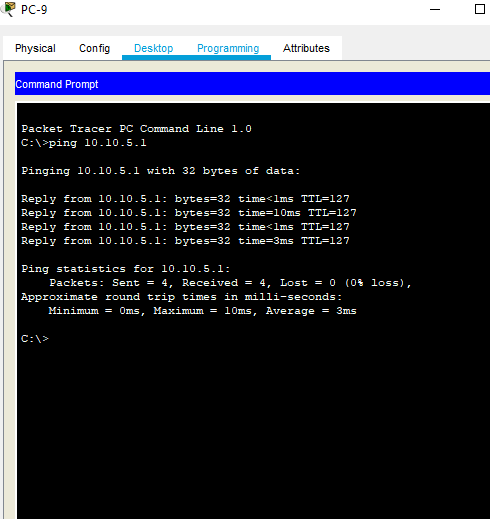 PC-9
Physical Config Desktop Programming Attributes
Command Prompt
Packet Tracer PC Command Line 1.0
C:\>ping 10.10.5.1
Pinging 10.10.5.1 with 32 bytes of data:
Reply from 10.10.5.1: bytes=32 time<1ms TTL=127
Reply from 10.10.5.1: bytes=32 time=10ms TTL=127
Reply from 10.10.5.1: bytes=32 time<1ms TTL=127
Reply from 10.10.5.1: bytes=32 time=3ms TTL=127
Ping statistics for 10.10.5.1:
Packets: Sent = 4, Received = 4, Lost = 0 (0% loss),
Approximate round trip times in milli-seconds:
Minimum = 0ms, Maximum = 10ms, Average = 3ms
C:\>